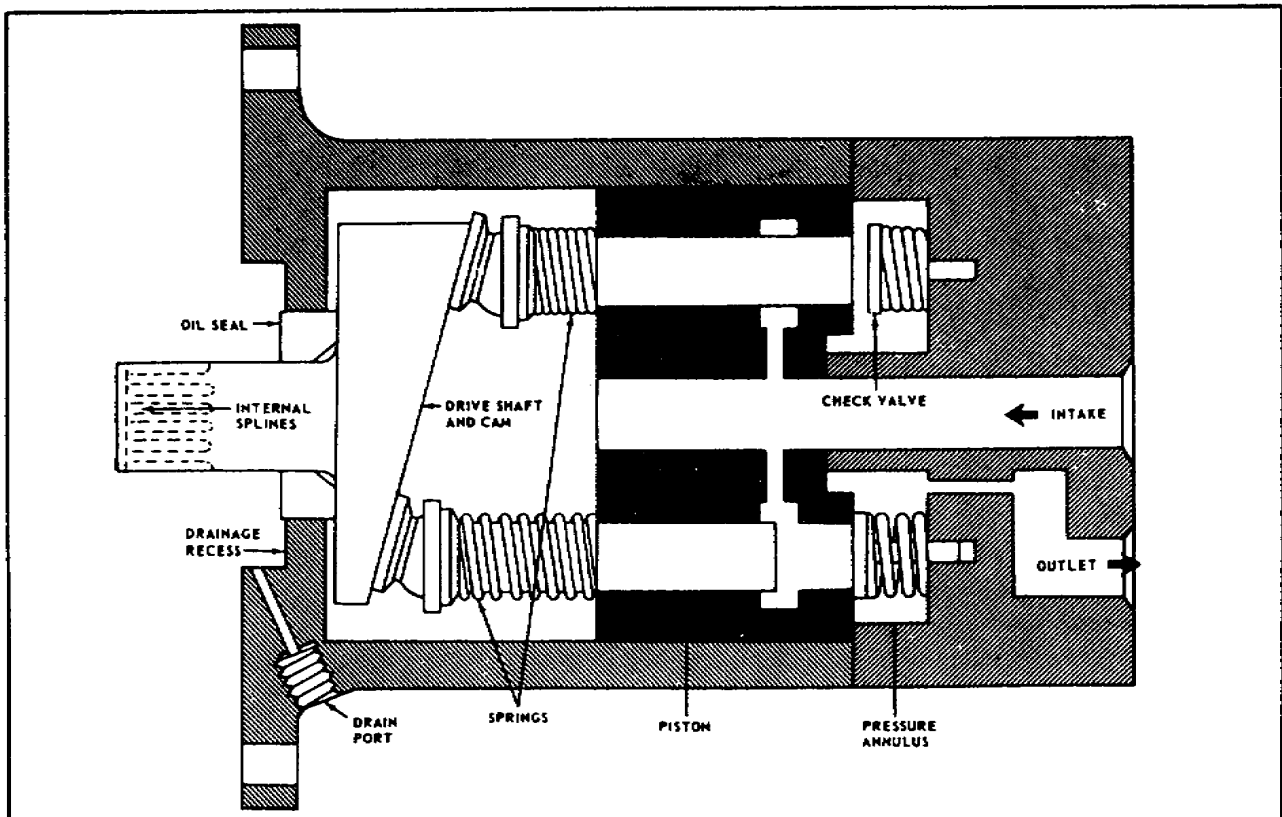 OIL SEAL
INTERNAL
SPLINES
DRIVE SHAFT
AND CAM
CHECK VALVE
INTAKE
DRAINAGE
RECESS
OUTLET
DRAIN
PORT
SPRINGS
PISTON
PRESSURE
ANNULUS